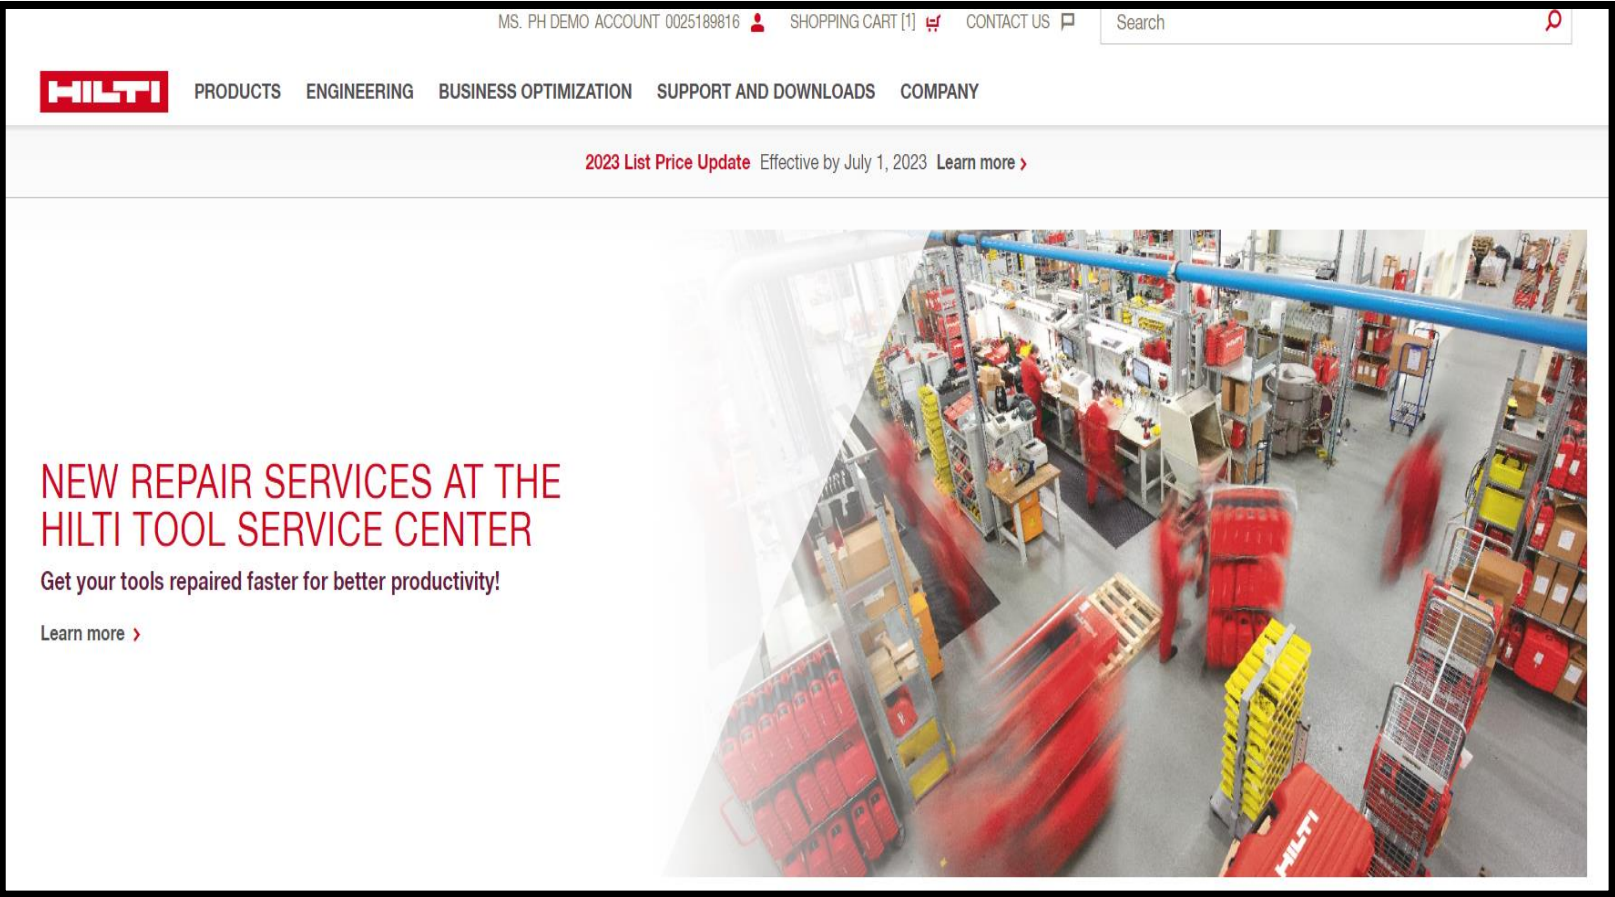 MS. PH DEMO ACCOUNT 0025189816 SHOPPING CART [1] CONTACT US Search
HILTI PRODUCTS ENGINEERING BUSINESS OPTIMIZATION SUPPORT AND DOWNLOADS COMPANY
2023 List Price Update Effective by July 1, 2023 Learn more >
NEW REPAIR SERVICES AT THE
HILTI TOOL SERVICE CENTER
Get your tools repaired faster for better productivity!
Learn more >
HILTI
HILTI